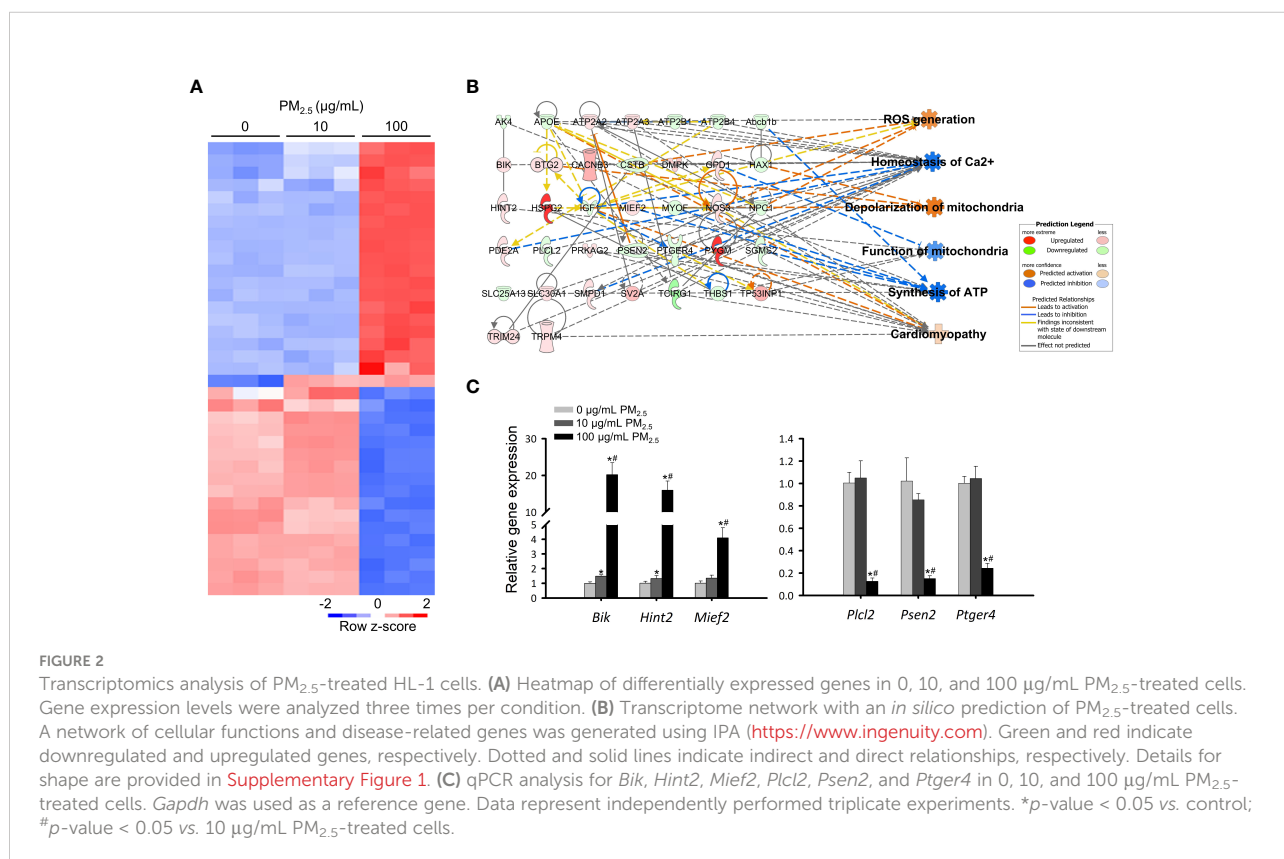 A
PM2.5 (µg/mL)
0 10 100
-2 0 2
Row z-score
B
AK4 APOE ATP2A2 ATP2A3 ATP2B1 ATP2B4 Abcb1b
ROS generation
BIK BTG2 CACNB3 CSTB DMPK GPD1 HAX1
Homeostasis of Ca2+
HINT2 HSPG2 IGF1 MIEF2 MYOF NOS3 NPC1
Depolarization of mitochondria
PDE2A PLCL2 PRKAG2 PSEN2 PTGER4 PYGM SGMS2
Function of mitochondria
SLC25A13 SLC30A1 SMPD1 SV2A TCIRG1 THBS1 TP53INP1
Synthesis of ATP
TRIM24 TRPM4
Cardiomyopathy
Prediction Legend
more extreme less
Upregulated
Downregulated
more confidence less
Predicted activation
Predicted inhibition
Predicted Relationships
Leads to activation
Leads to inhibition
Findings inconsistent
with state of downstream
molecule
Effect not predicted
C
0 µg/mL PM2.5
10 µg/mL PM2.5
100 µg/mL PM2.5
Relative gene expression
30
20
10
5
4
3
2
1
0
* *# * *# *#
Bik Hint2 Mief2
1.4
1.2
1.0
0.8
0.6
0.4
0.2
0.0
*# *# *#
Plcl2 Psen2 Ptger4
FIGURE 2
Transcriptomics analysis of PM2.5-treated HL-1 cells. (A) Heatmap of differentially expressed genes in 0, 10, and 100 µg/mL PM2.5-treated cells.
Gene expression levels were analyzed three times per condition. (B) Transcriptome network with an in silico prediction of PM2.5-treated cells.
A network of cellular functions and disease-related genes was generated using IPA (https://www.ingenuity.com). Green and red indicate
downregulated and upregulated genes, respectively. Dotted and solid lines indicate indirect and direct relationships, respectively. Details for
shape are provided in Supplementary Figure 1. (C) qPCR analysis for Bik, Hint2, Mief2, Plcl2, Psen2, and Ptger4 in 0, 10, and 100 µg/mL PM2.5-
treated cells. Gapdh was used as a reference gene. Data represent independently performed triplicate experiments. *p-value < 0.05 vs. control;
#p-value < 0.05 vs. 10 µg/mL PM2.5-treated cells.